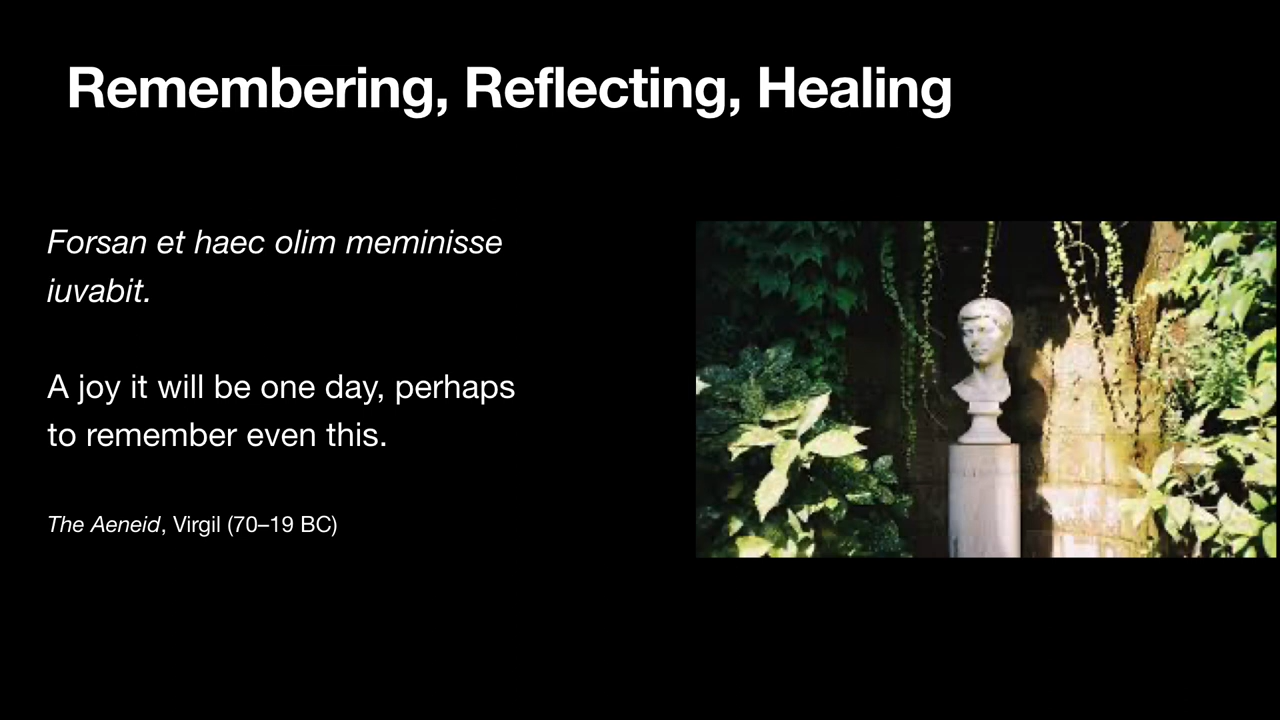 Remembering, Reflecting, Healing
Forsan et haec olim meminisse
iuvabit.
A joy it will be one day, perhaps
to remember even this.
The Aeneid, Virgil (70–19 BC)